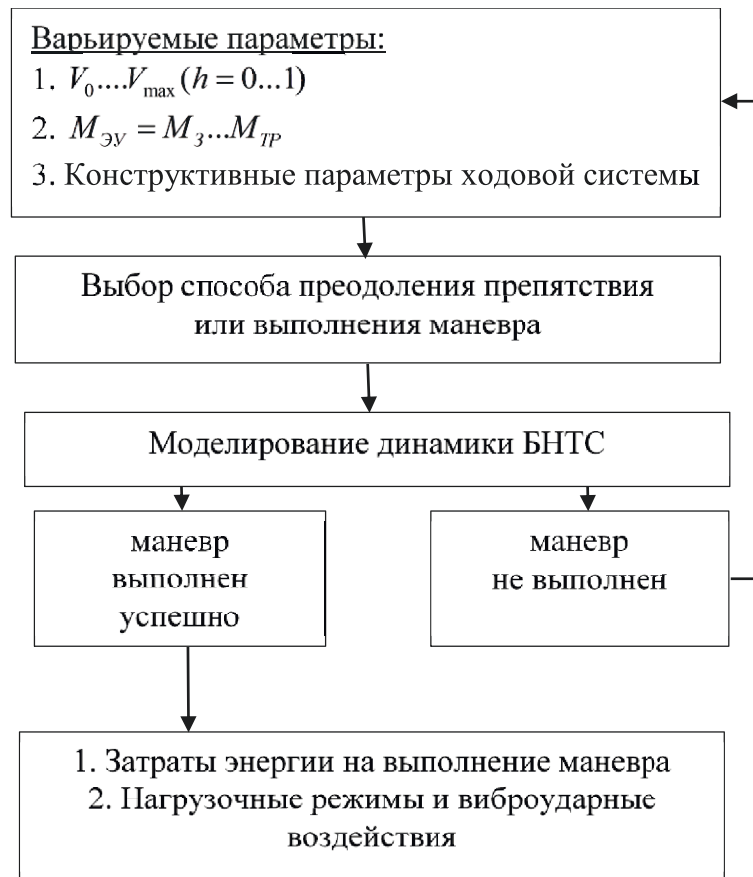 Варьируемые параметры:
1. V₀....Vₘₐₓ (h = 0...1)
2. M_ЭУ = M_З...M_ТР
3. Конструктивные параметры ходовой системы
Выбор способа преодоления препятствия
или выполнения маневра
Моделирование динамики БНТС
маневр
выполнен
успешно
маневр
не выполнен
1. Затраты энергии на выполнение маневра
2. Нагрузочные режимы и виброударные
воздействия